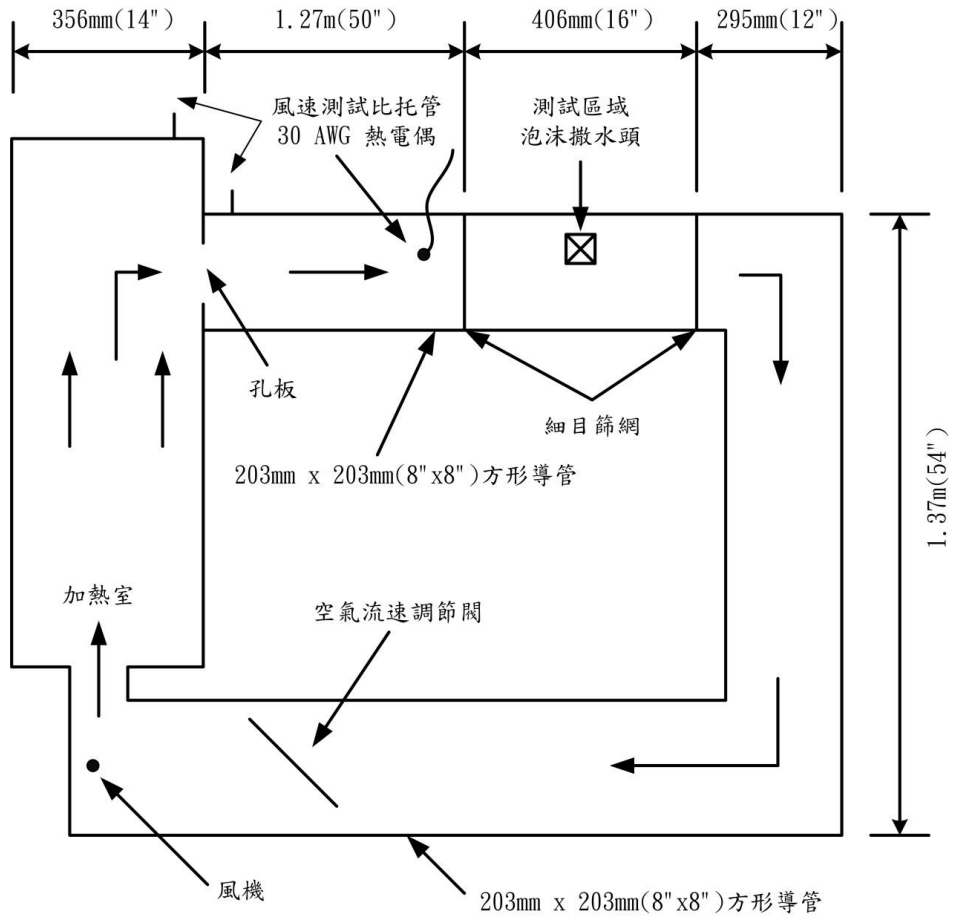 356mm(14")
1.27m(50")
406mm(16")
295mm(12")
風速測試比托管
30 AWG 熱電偶
測試區域
泡沫撒水頭
孔板
細目篩網
203mm x 203mm(8"x8")方形導管
1.37m(54")
加熱室
空氣流速調節閥
風機
203mm x 203mm(8"x8")方形導管